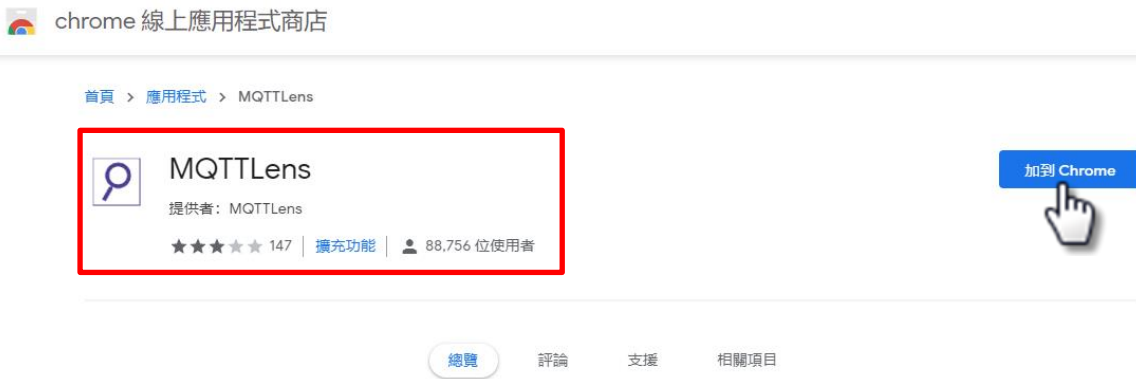 chrome 線上應用程式商店
首頁 > 應用程式 > MQTTLens
MQTTLens
加到 Chrome
提供者: MQTTLens
147 | 擴充功能 | 88,756 位使用者
總覽 評論 支援 相關項目